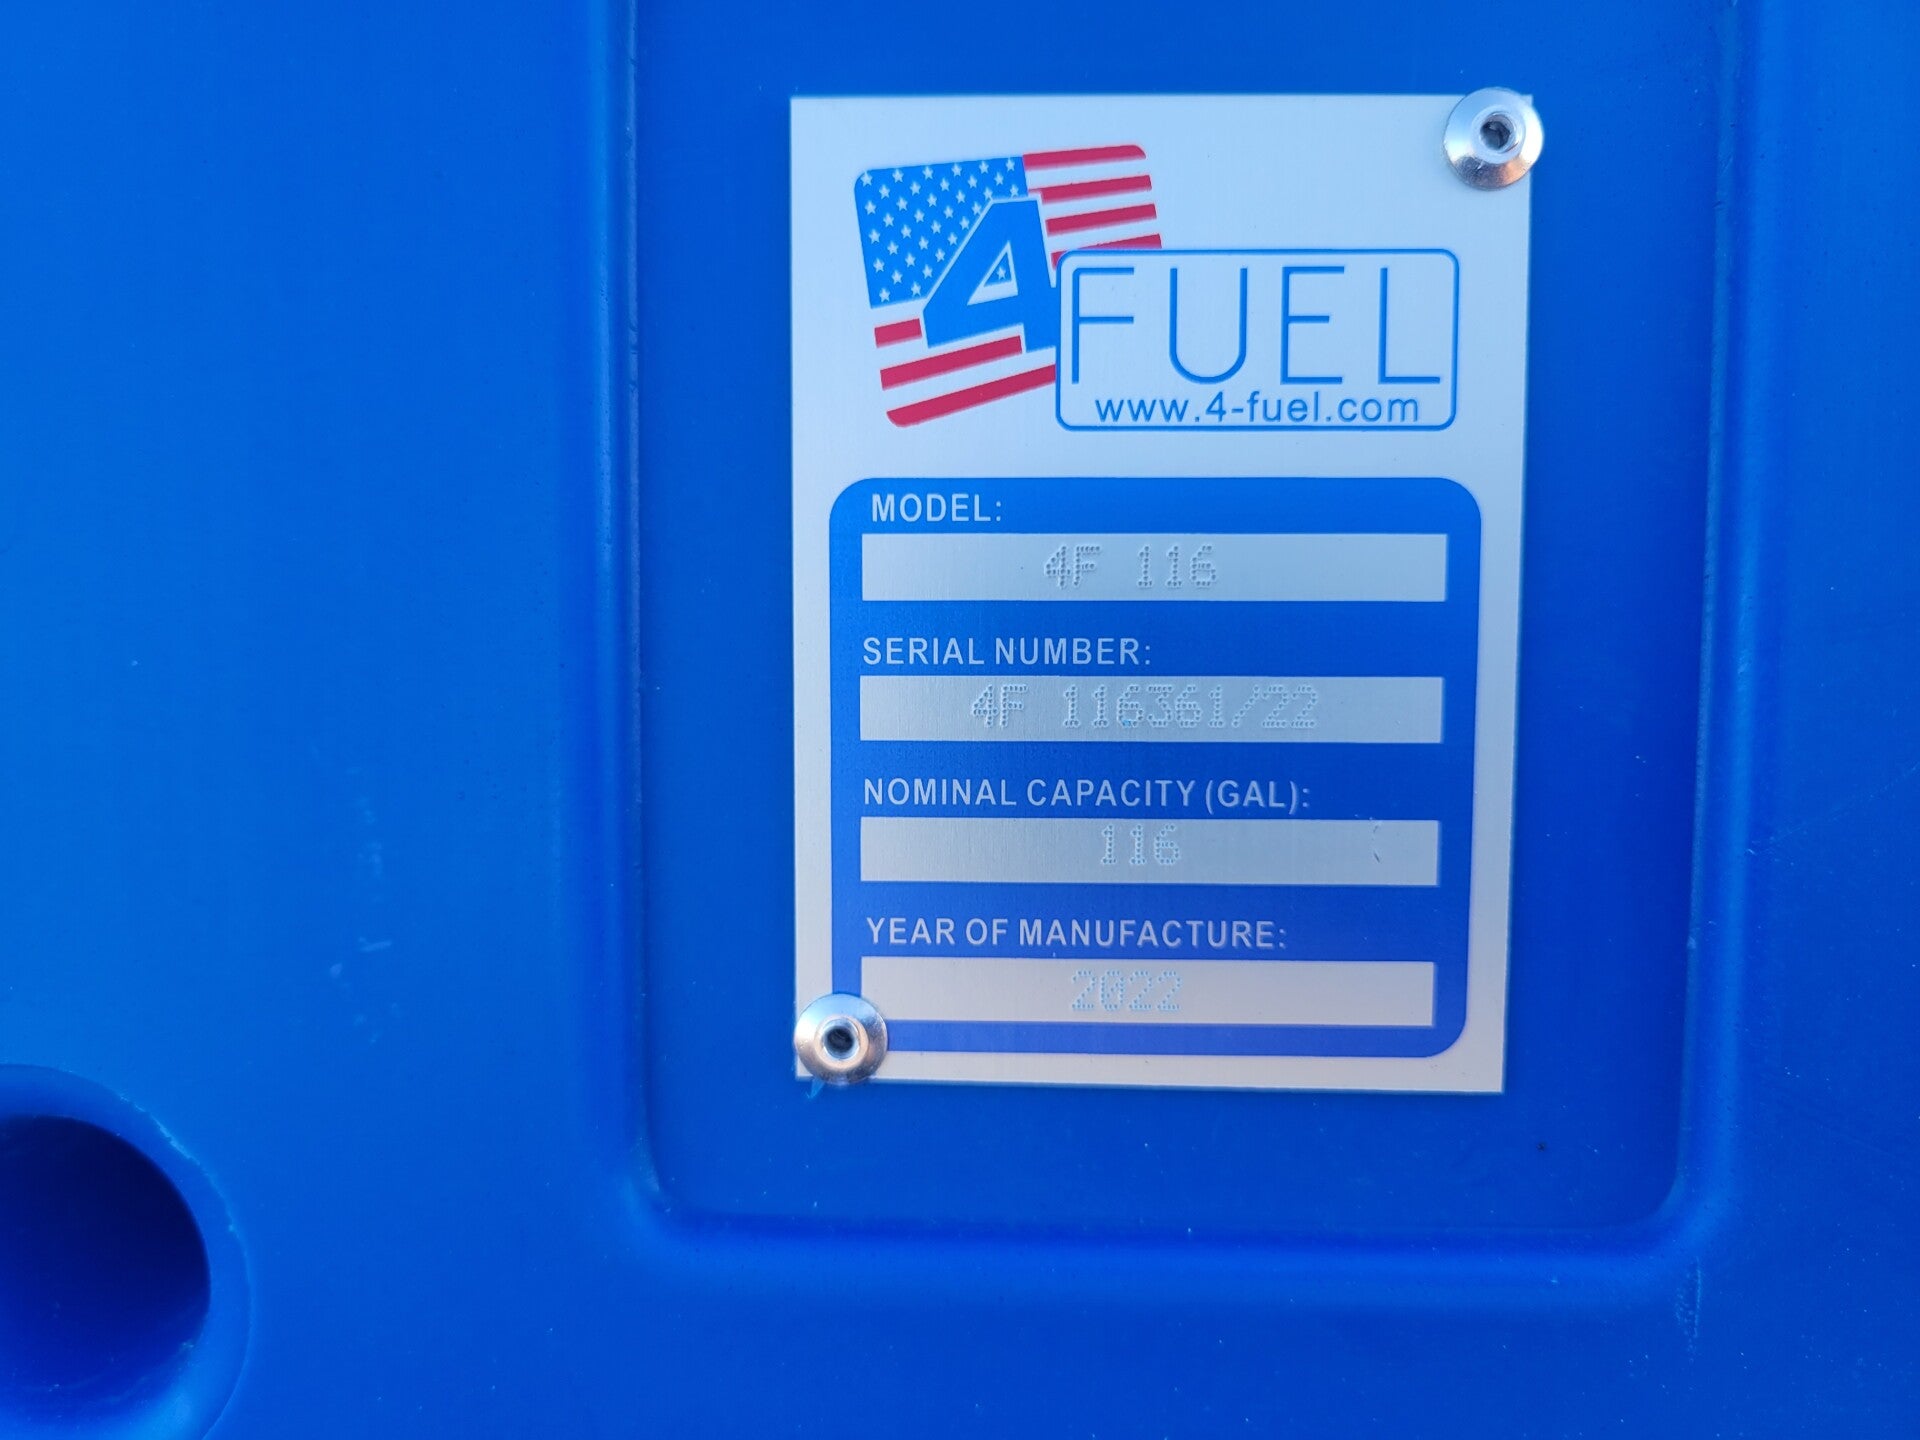 4
FUEL
www.4-fuel.com
MODEL:
4F 116
SERIAL NUMBER:
4F 116361/22
NOMINAL CAPACITY (GAL):
116
YEAR OF MANUFACTURE:
2022